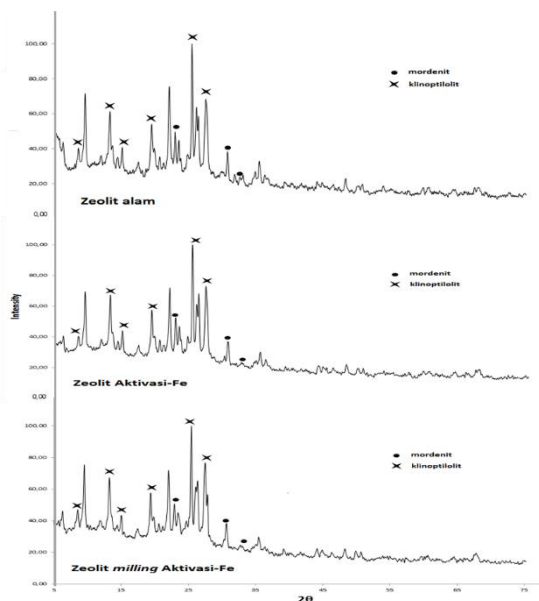 100,00
80,00
60,00
40,00
20,00
0,00
● mordenit
✕ klinoptilolit
Zeolit alam
100,00
80,00
60,00
40,00
20,00
0,00
● mordenit
✕ klinoptilolit
Intensity
Zeolit Aktivasi-Fe
100,00
80,00
60,00
40,00
20,00
0,00
● mordenit
✕ klinoptilolit
Zeolit milling Aktivasi-Fe
5 15 25 35 45 55 65 75
2θ